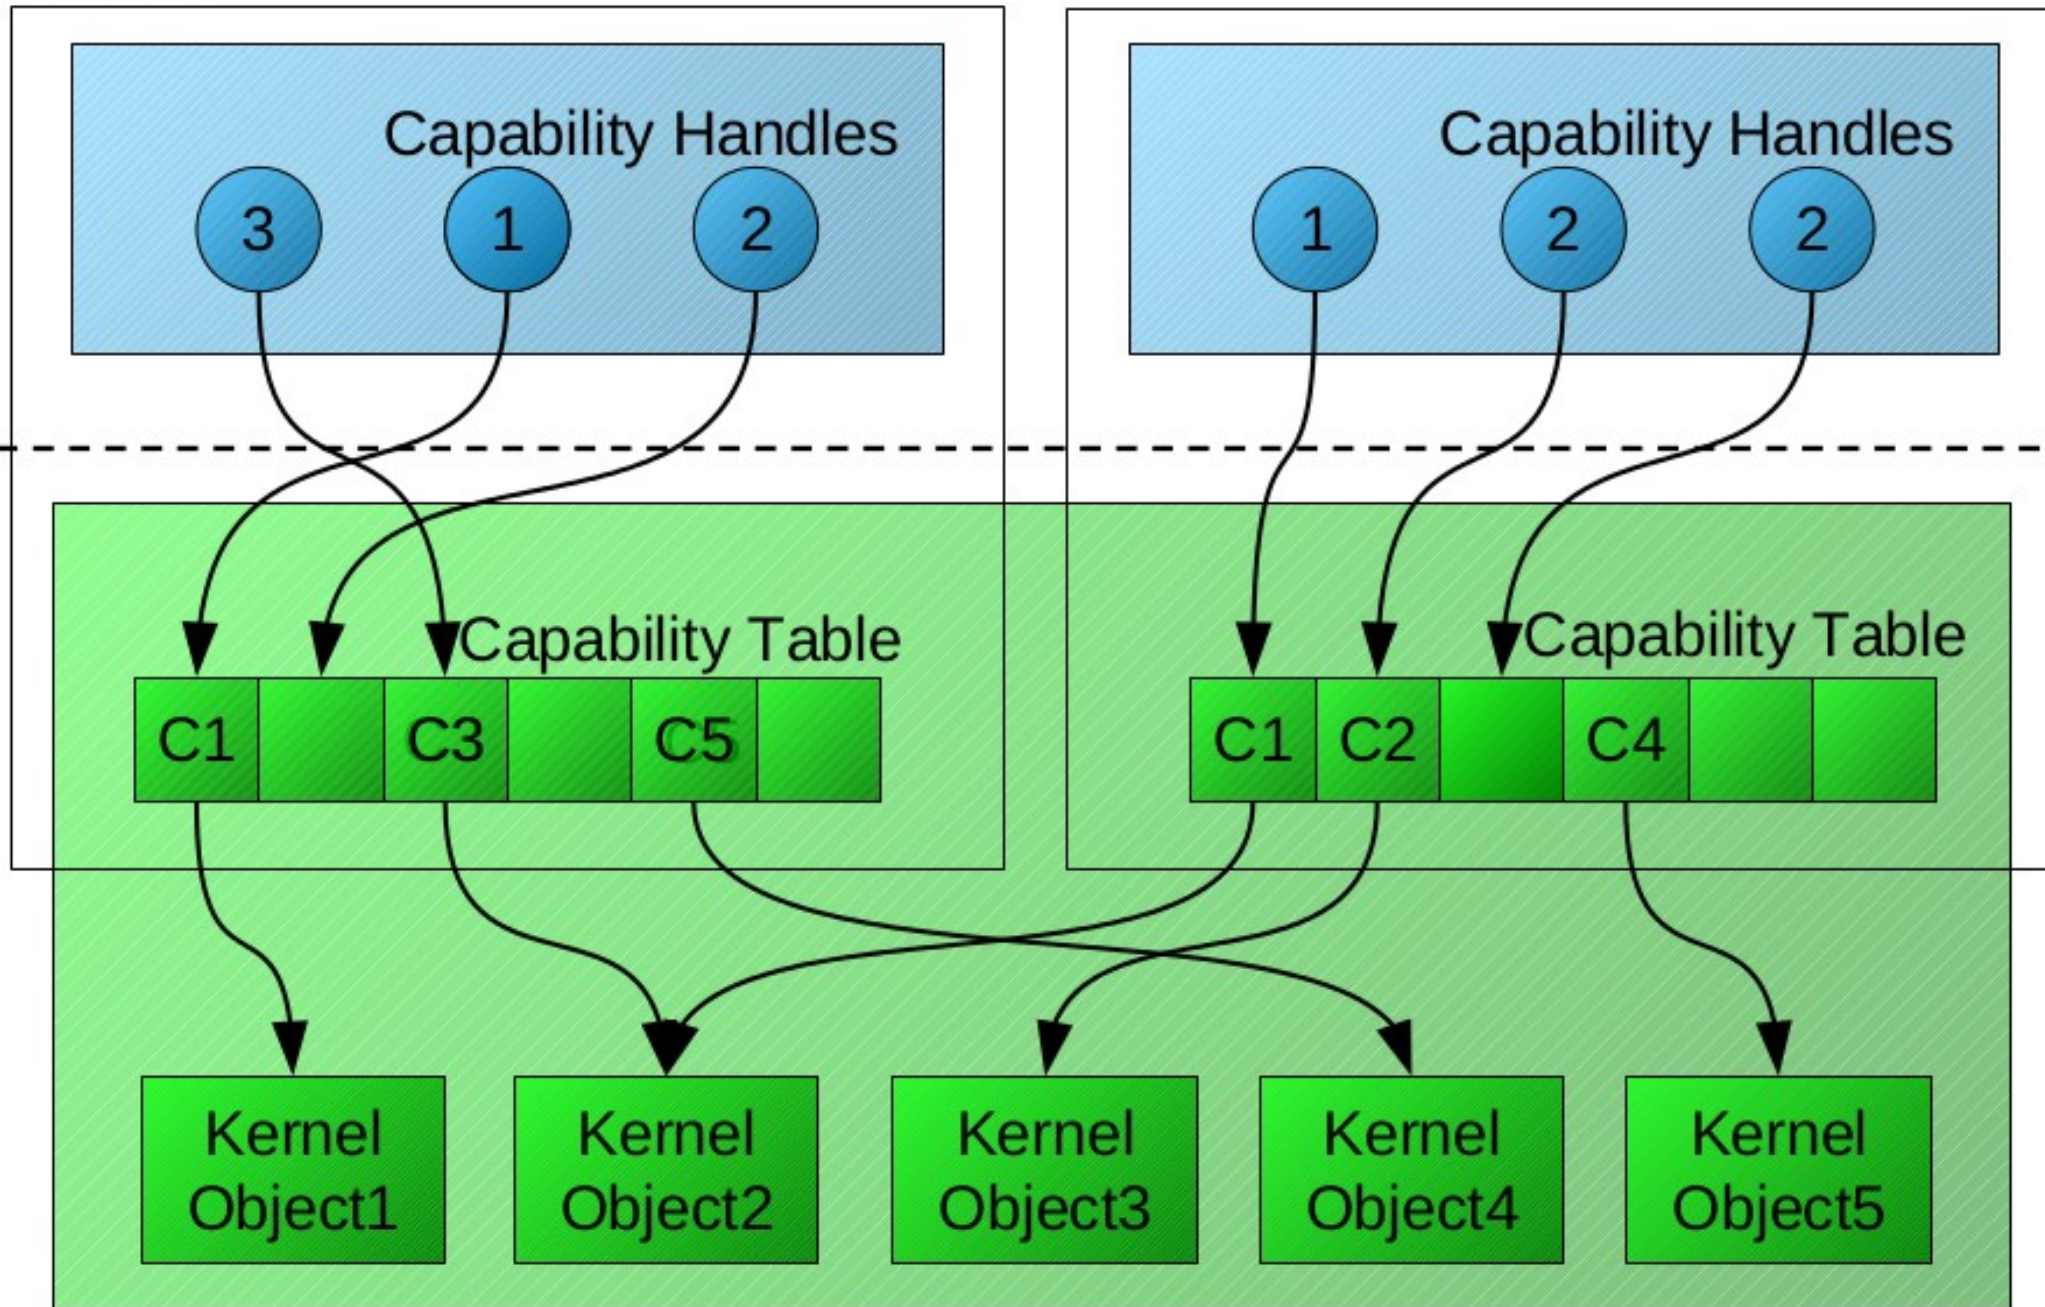 Capability Handles
Capability Handles
3 1 2
1 2 2
Capability Table
Capability Table
C1 C3 C5
C1 C2 C4
Kernel
Object1
Kernel
Object2
Kernel
Object3
Kernel
Object4
Kernel
Object5